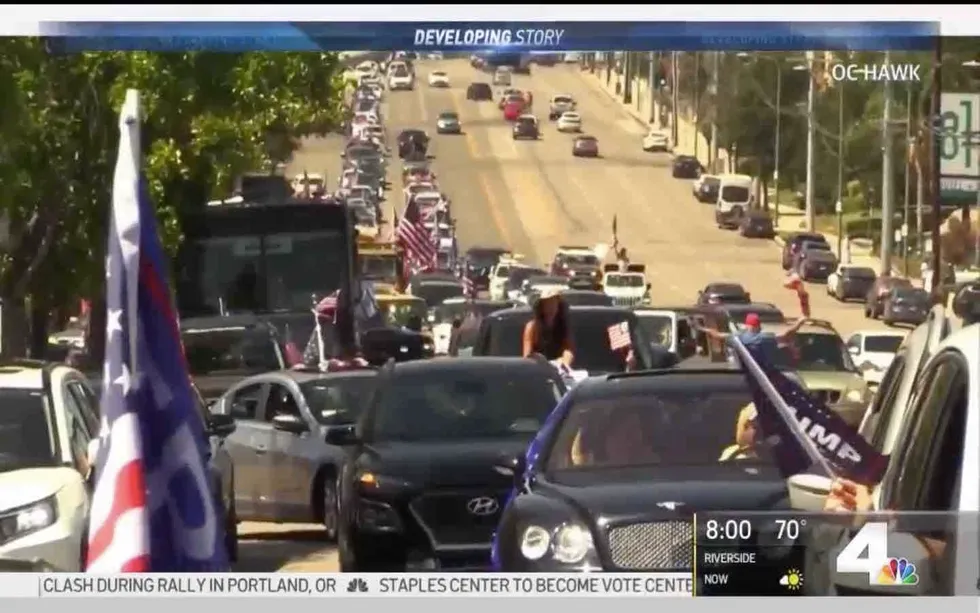 DEVELOPING STORY
OC HAWK
UMP
8:00 70°
RIVERSIDE
NOW
4
CLASH DURING RALLY IN PORTLAND, OR STAPLES CENTER TO BECOME VOTE CENTE